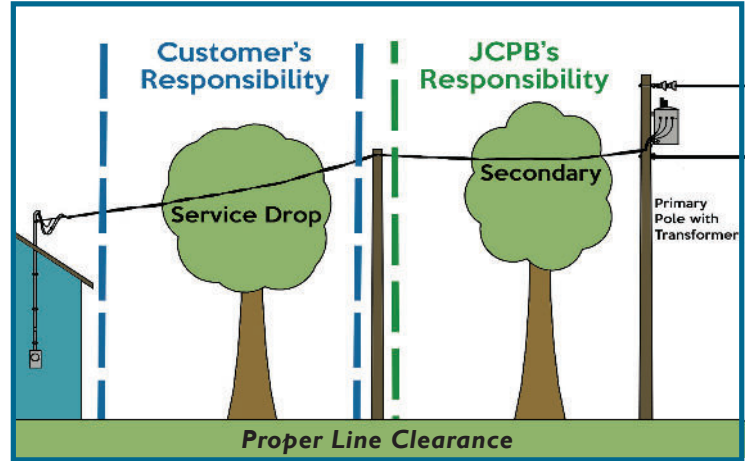 Customer's
Responsibility
JCPB's
Responsibility
Service Drop
Secondary
Primary
Pole with
Transformer
Proper Line Clearance